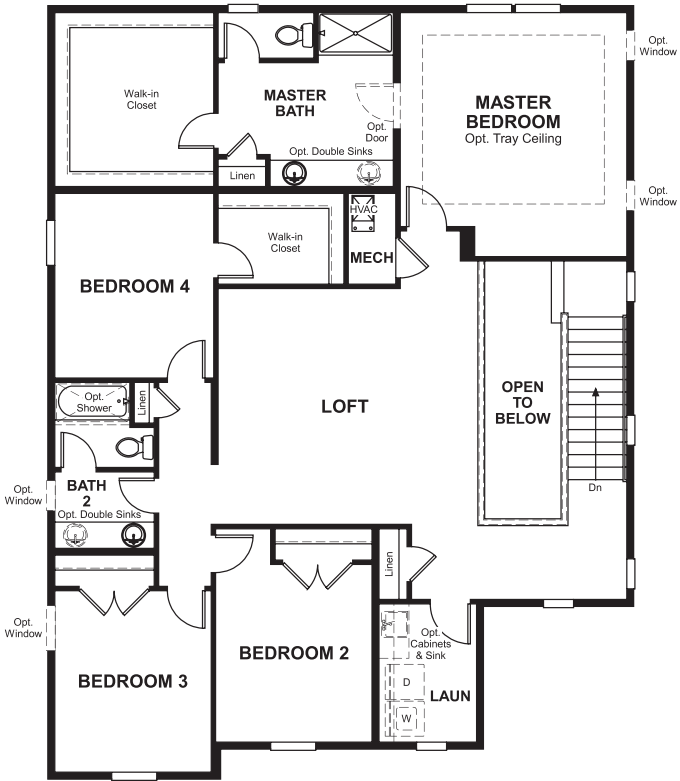 Walk-in
Closet
MASTER
BATH
Opt.
Door
Opt. Double Sinks
Linen
MASTER
BEDROOM
Opt. Tray Ceiling
Opt.
Window
Opt.
Window
HVAC
MECH
Walk-in
Closet
BEDROOM 4
LOFT
OPEN
TO
BELOW
Dn
Opt.
Shower
Linen
Opt.
Window
BATH
2
Opt. Double Sinks
Linen
Opt.
Window
BEDROOM 3
BEDROOM 2
Opt.
Cabinets
& Sink
D
W
LAUN